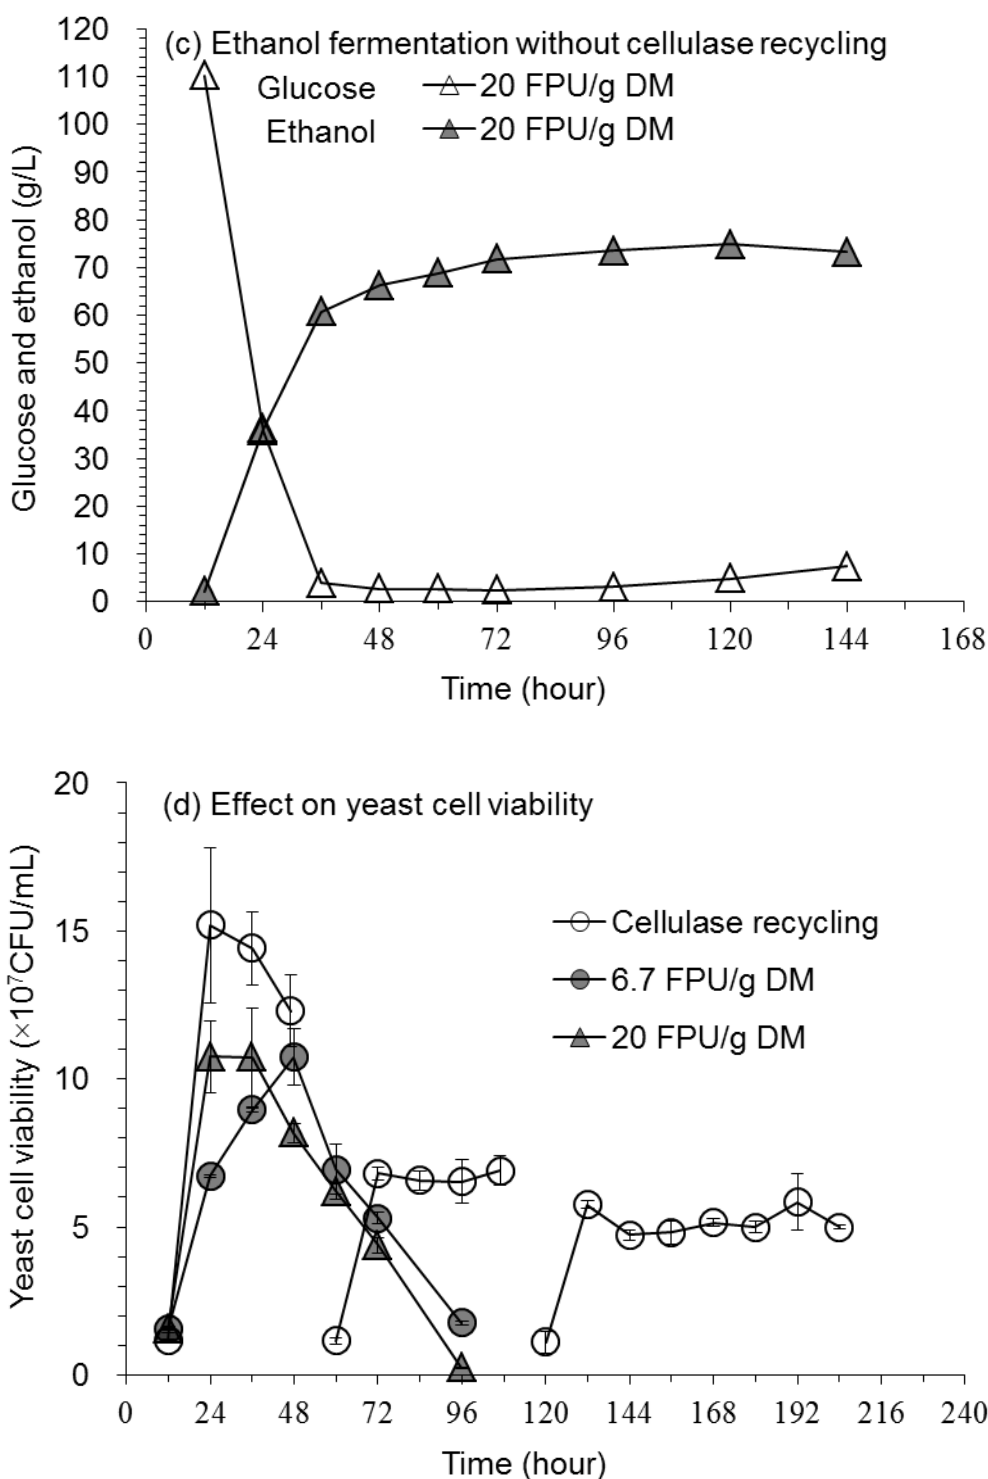 (c) Ethanol fermentation without cellulase recycling
Glucose 20 FPU/g DM
Ethanol 20 FPU/g DM
Glucose and ethanol (g/L)
120
110
100
90
80
70
60
50
40
30
20
10
0
0 24 48 72 96 120 144 168
Time (hour)
(d) Effect on yeast cell viability
Cellulase recycling
6.7 FPU/g DM
20 FPU/g DM
Yeast cell viability (×10⁷CFU/mL)
20
15
10
5
0
0 24 48 72 96 120 144 168 192 216 240
Time (hour)